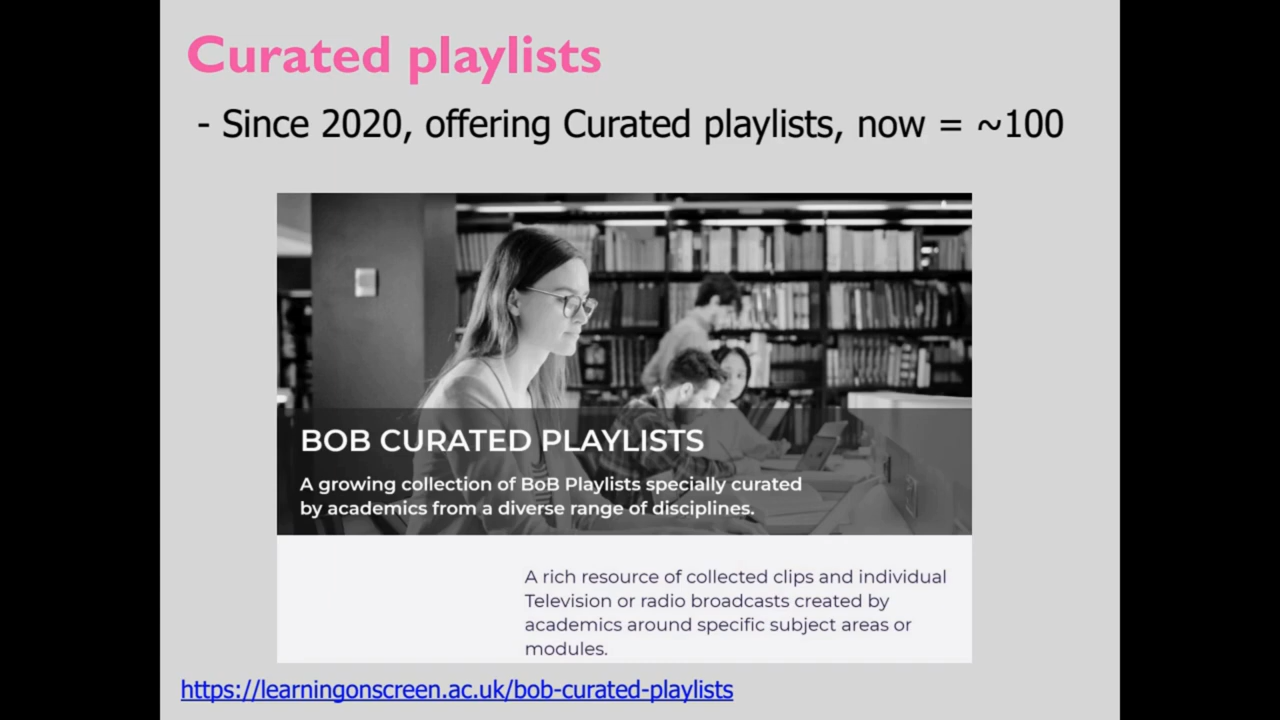 Curated playlists
- Since 2020, offering Curated playlists, now = ~100
BOB CURATED PLAYLISTS
A growing collection of BoB Playlists specially curated
by academics from a diverse range of disciplines.
A rich resource of collected clips and individual
Television or radio broadcasts created by
academics around specific subject areas or
modules.
https://learningonscreen.ac.uk/bob-curated-playlists